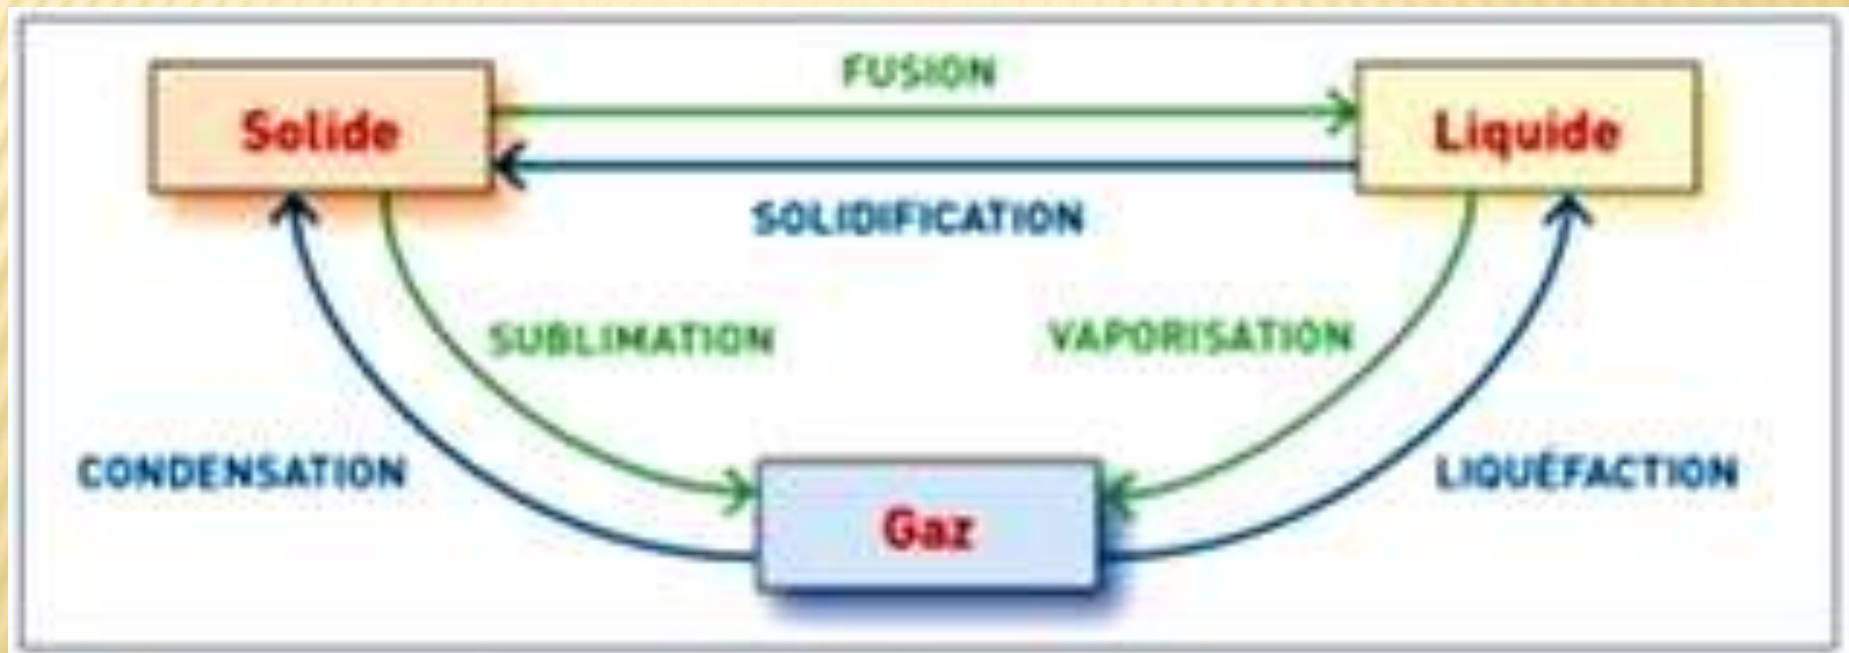 FUSION
Solide
Liquide
SOLIDIFICATION
SUBLIMATION
VAPORISATION
CONDENSATION
LIQUÉFACTION
Gaz